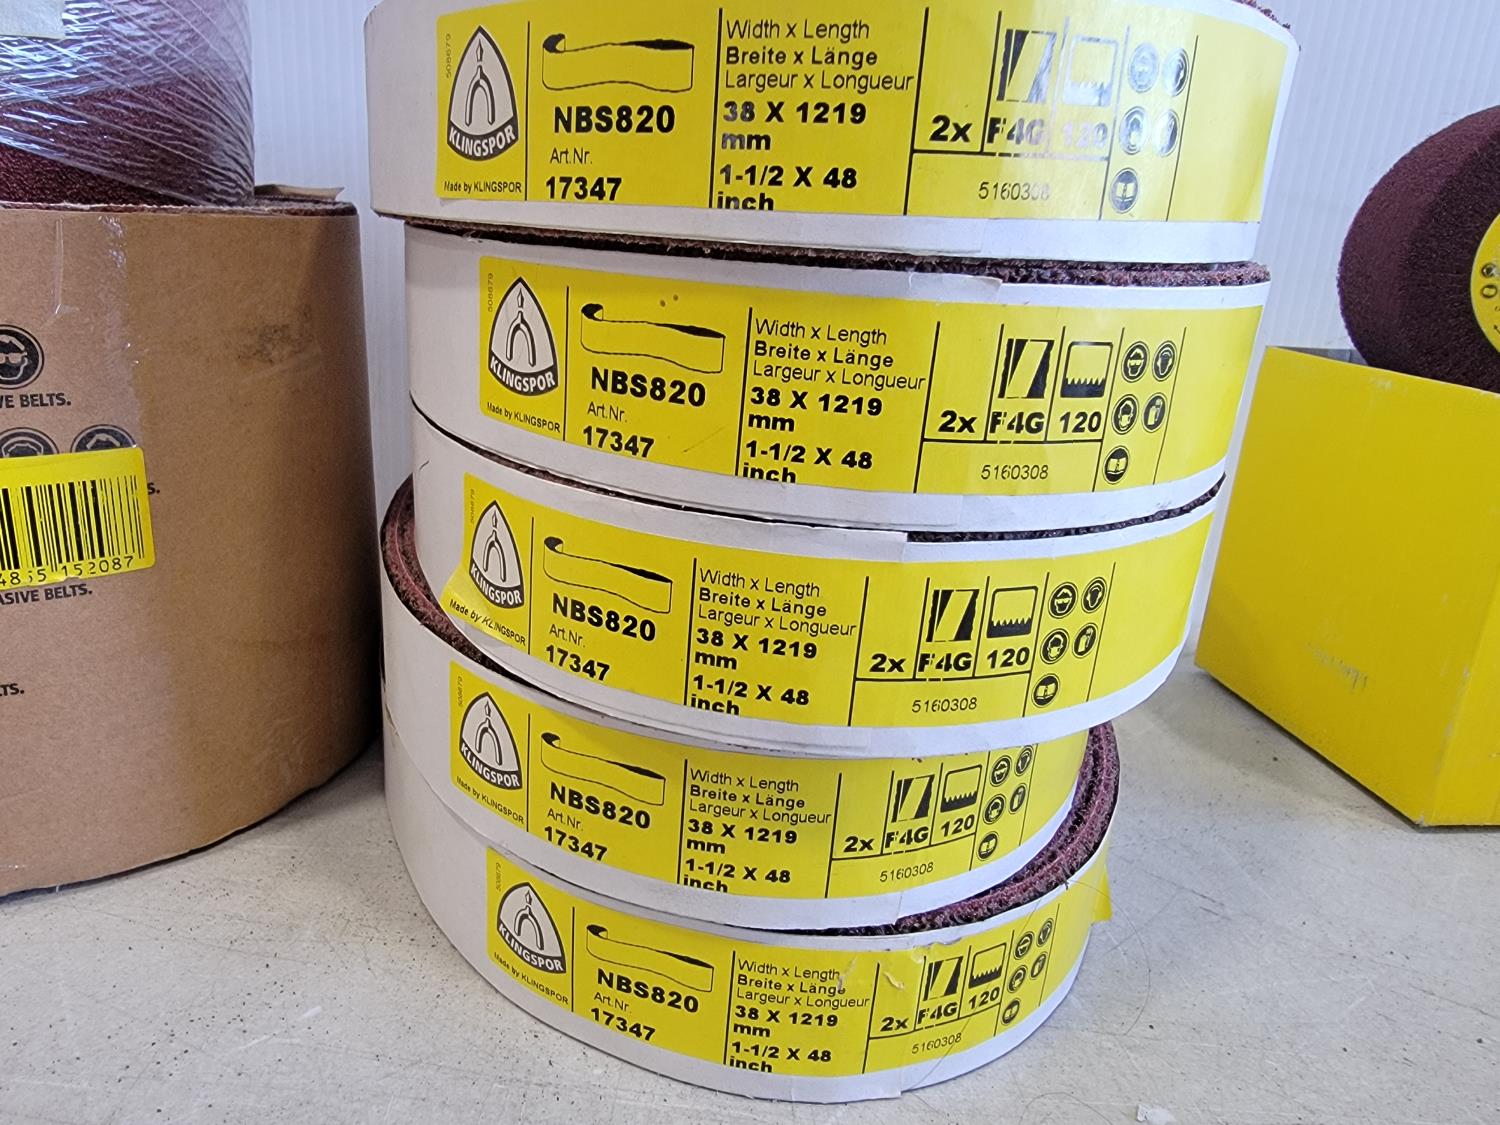 508679
KLINGSPOR
Made by KLINGSPOR
NBS820
Art.Nr.
17347
Width x Length
Breite x Länge
Largeur x Longueur
38 X 1219
mm
1-1/2 X 48
inch
2x F4G 120
5160308
508679
KLINGSPOR
Made by KLINGSPOR
NBS820
Art.Nr.
17347
Width x Length
Breite x Länge
Largeur x Longueur
38 X 1219
mm
1-1/2 X 48
inch
2x F4G 120
5160308
508679
KLINGSPOR
Made by KLINGSPOR
NBS820
Art.Nr.
17347
Width x Length
Breite x Länge
Largeur x Longueur
38 X 1219
mm
1-1/2 X 48
inch
2x F4G 120
5160308
508679
KLINGSPOR
Made by KLINGSPOR
NBS820
Art.Nr.
17347
Width x Length
Breite x Länge
Largeur x Longueur
38 X 1219
mm
1-1/2 X 48
inch
2x F4G 120
5160308
508679
KLINGSPOR
Made by KLINGSPOR
NBS820
Art.Nr.
17347
Width x Length
Breite x Länge
Largeur x Longueur
38 X 1219
mm
1-1/2 X 48
inch
2x F4G 120
5160308
VE BELTS.
S.
4855 152087
ASIVE BELTS.
TS.